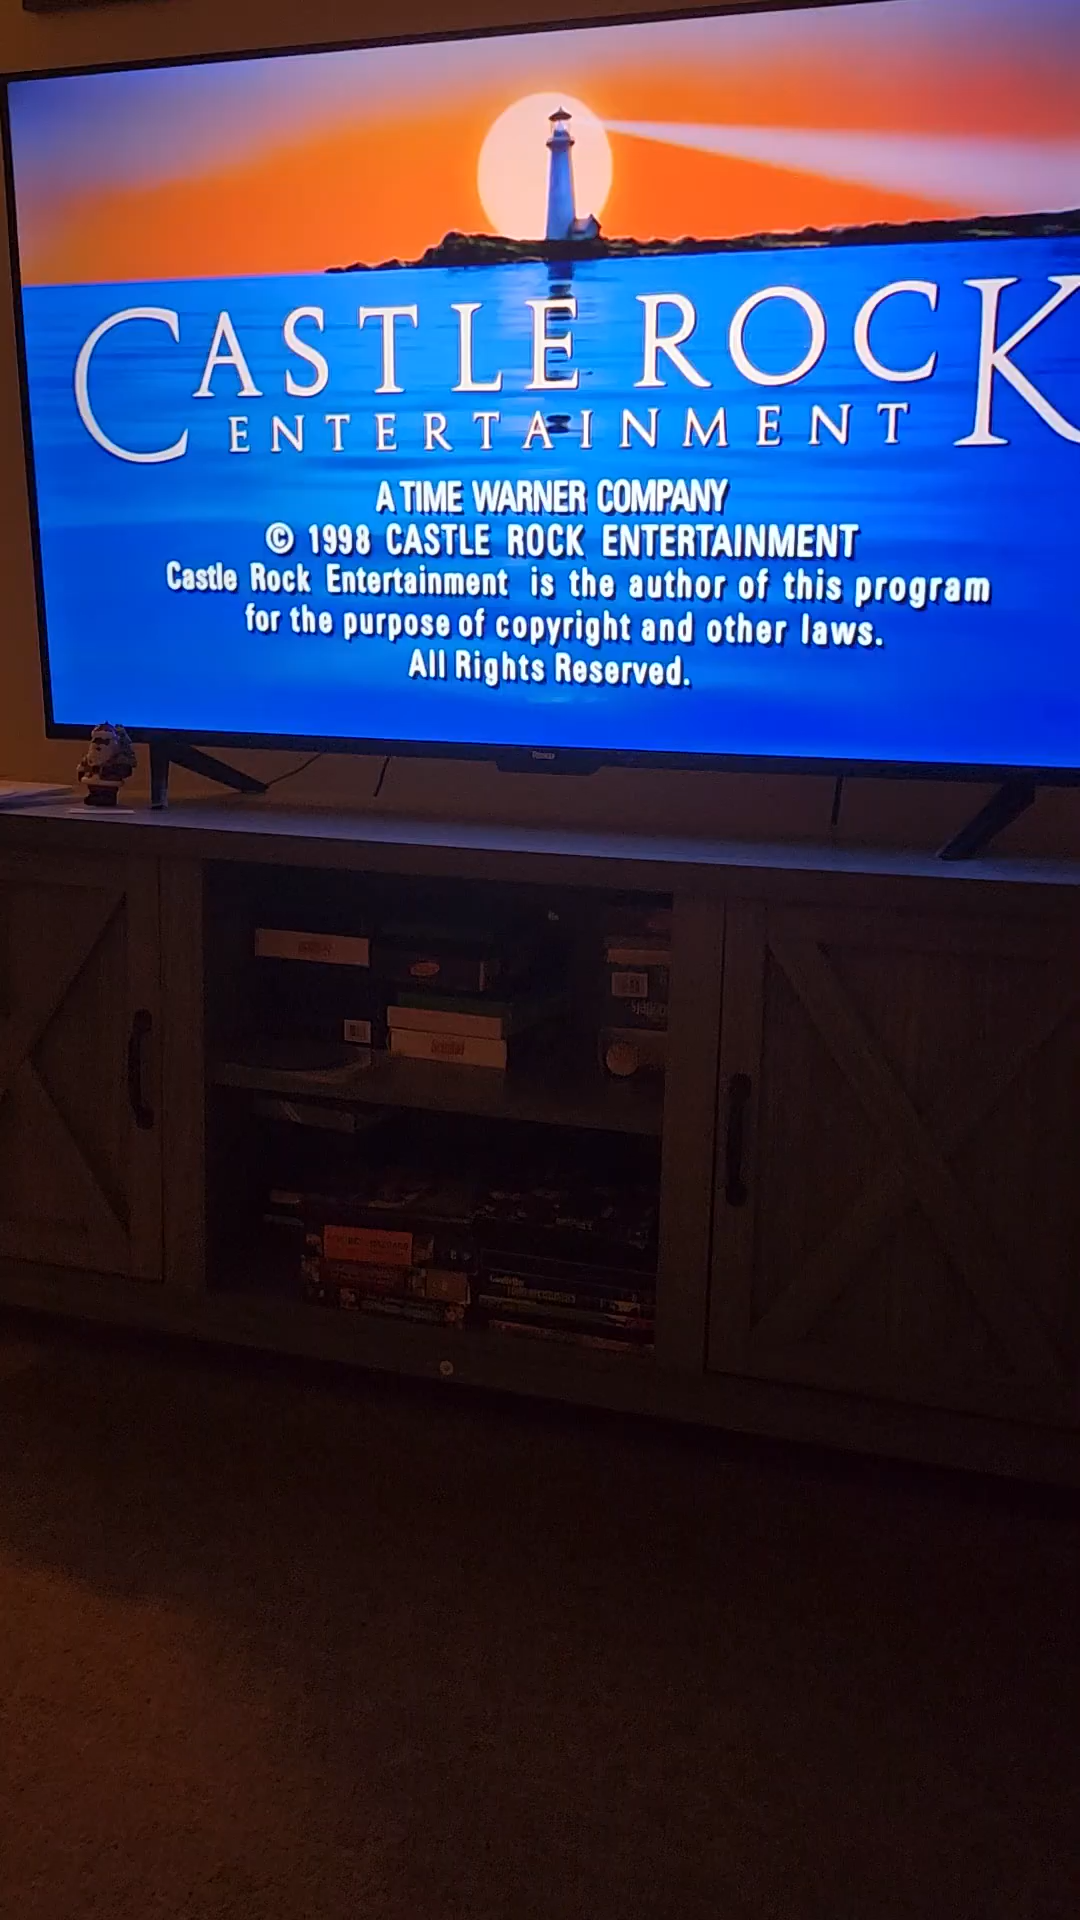 CASTLE ROCK
ENTERTAINMENT
A TIME WARNER COMPANY
© 1998 CASTLE ROCK ENTERTAINMENT
Castle Rock Entertainment is the author of this program
for the purpose of copyright and other laws.
All Rights Reserved.